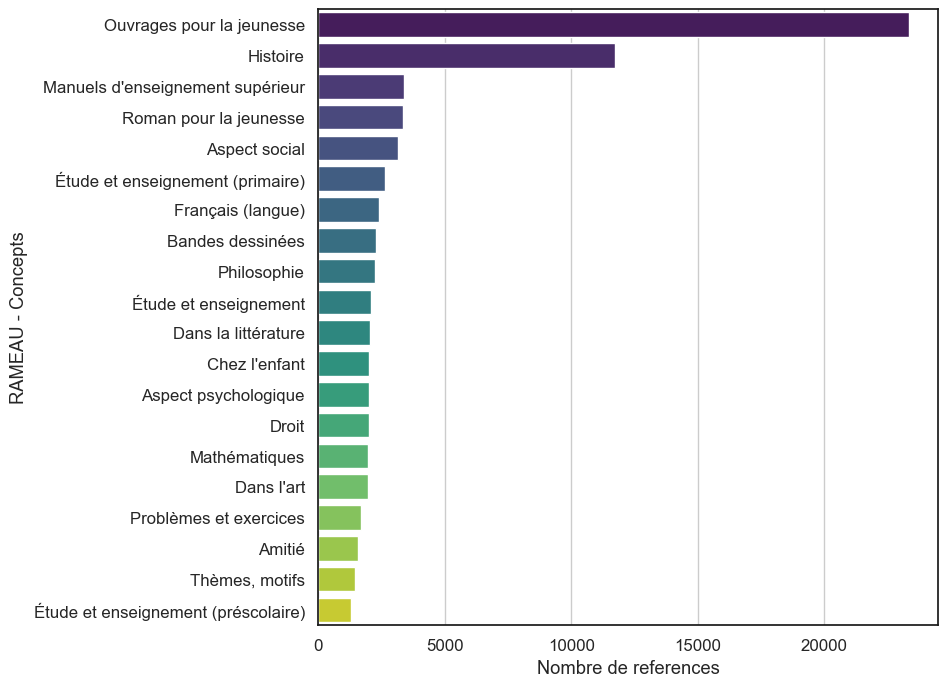 Ouvrages pour la jeunesse
Histoire
Manuels d'enseignement supérieur
Roman pour la jeunesse
Aspect social
Étude et enseignement (primaire)
Français (langue)
Bandes dessinées
Philosophie
Étude et enseignement
Dans la littérature
Chez l'enfant
Aspect psychologique
Droit
Mathématiques
Dans l'art
Problèmes et exercices
Amitié
Thèmes, motifs
Étude et enseignement (préscolaire)
RAMEAU - Concepts
0 5000 10000 15000 20000
Nombre de references